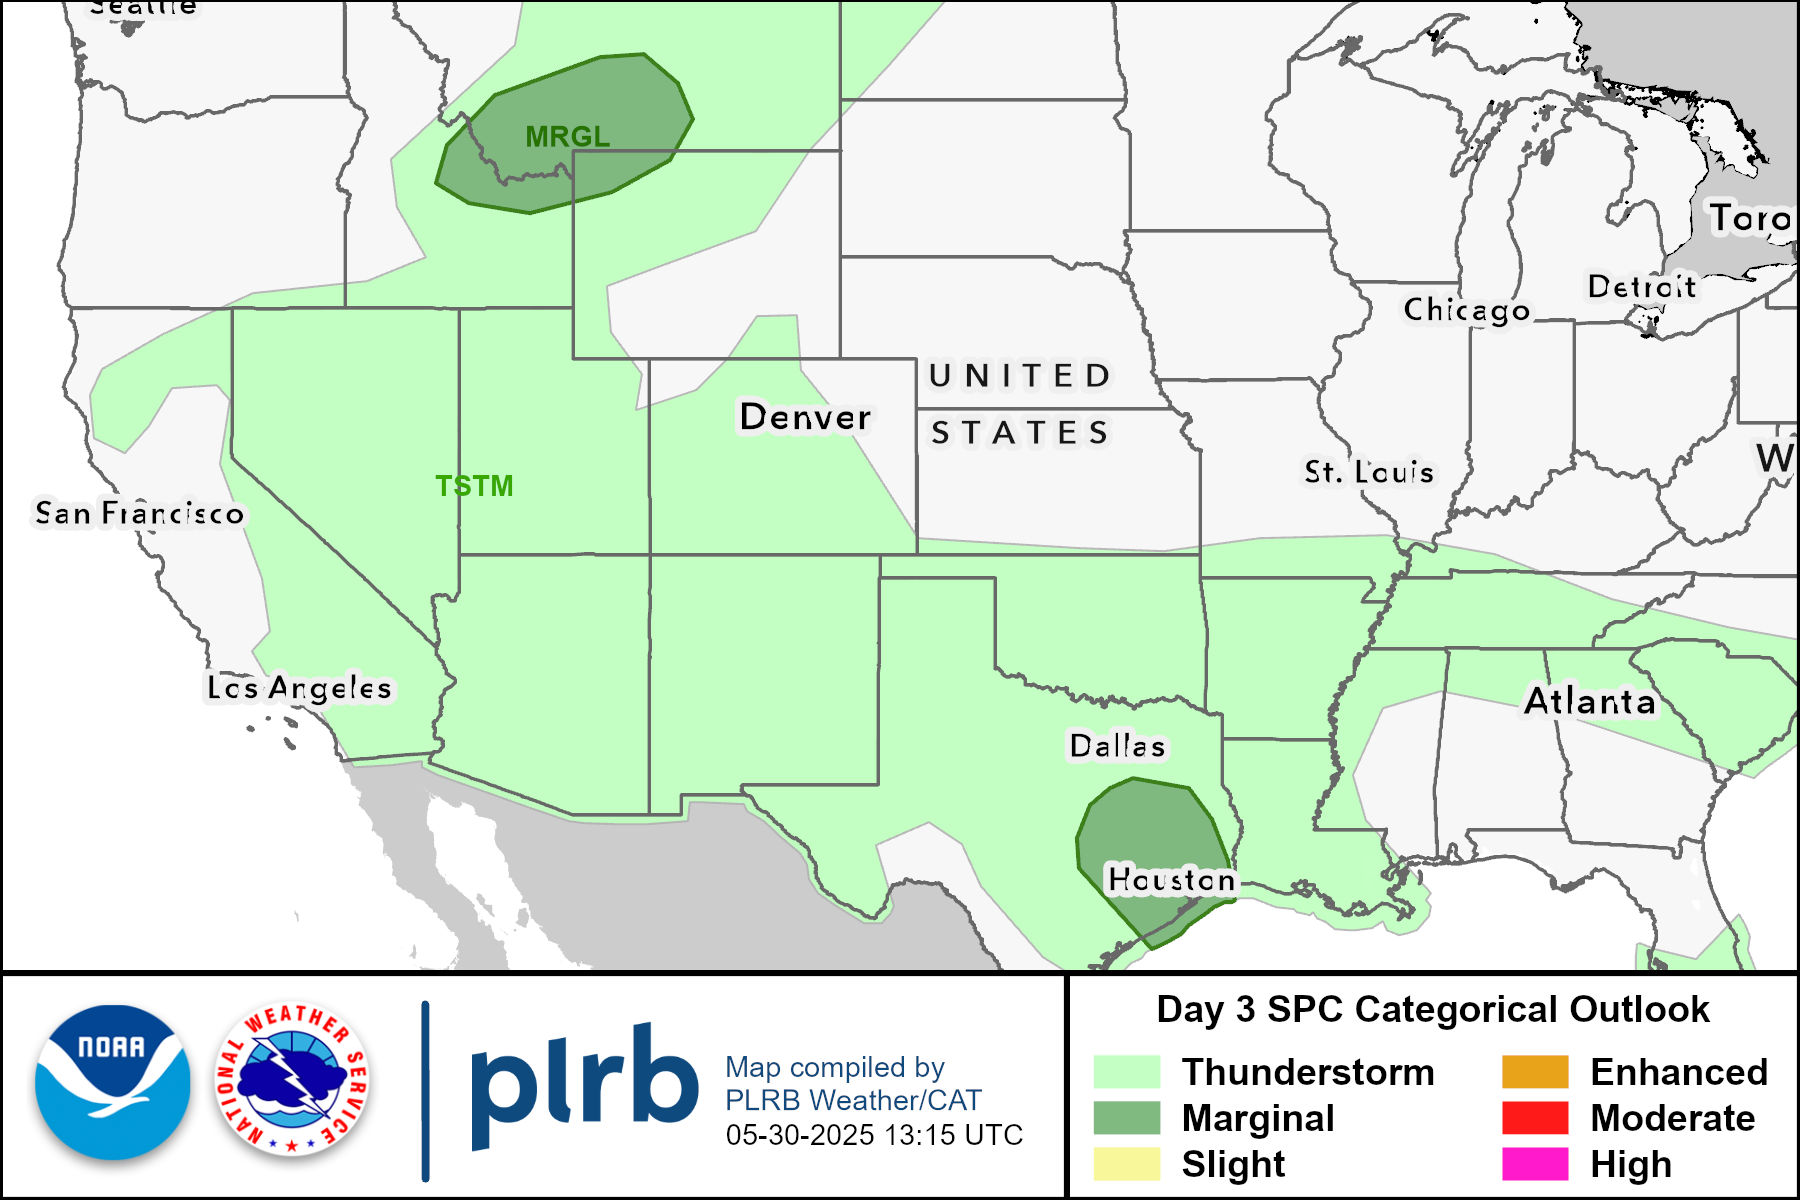 Seattle
MRGL
Toro
Detroit
Chicago
UNITED
STATES
Denver
W
St. Louis
TSTM
San Francisco
Los Angeles
Atlanta
Dallas
Houston
NOAA
NATIONAL WEATHER SERVICE
plrb
Map compiled by
PLRB Weather/CAT
05-30-2025 13:15 UTC
Day 3 SPC Categorical Outlook
Thunderstorm
Marginal
Slight
Enhanced
Moderate
High